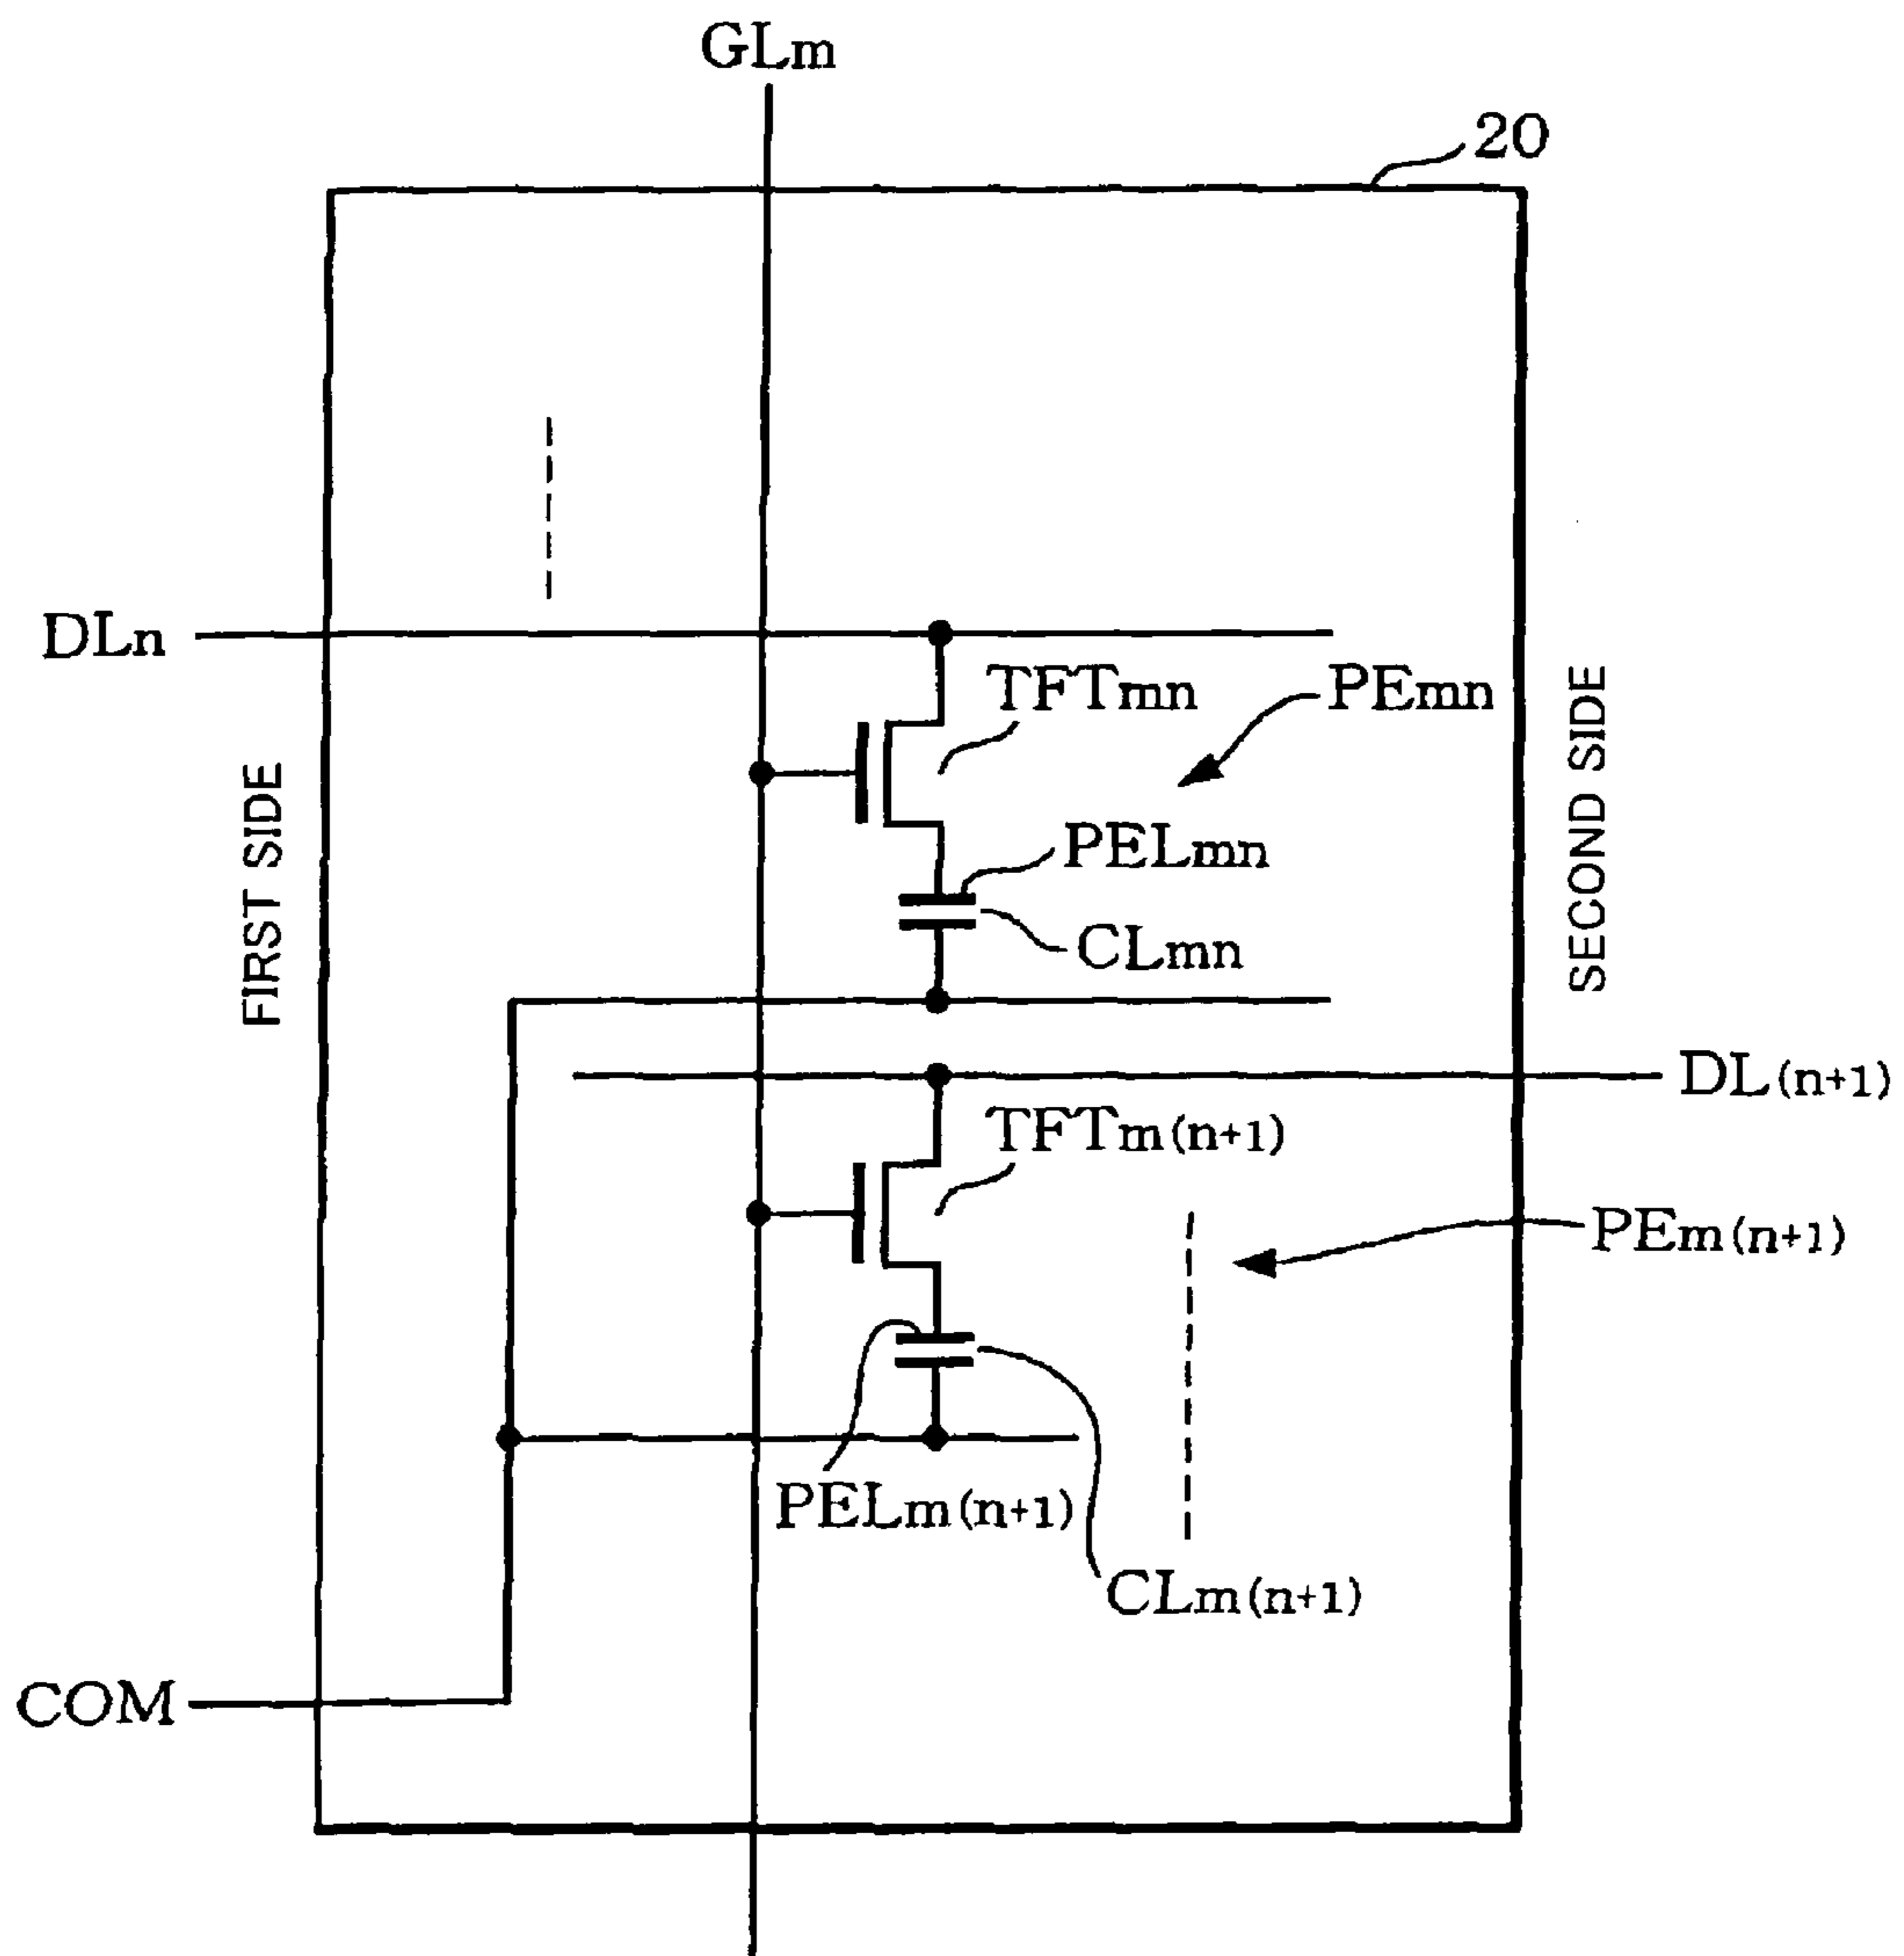 GLm
20
DLn
TFTmn
PEmn
FIRST SIDE
SECOND SIDE
PELmn
CLmn
DL(n+1)
TFTm(n+1)
PEm(n+1)
PELm(n+1)
CLm(n+1)
COM